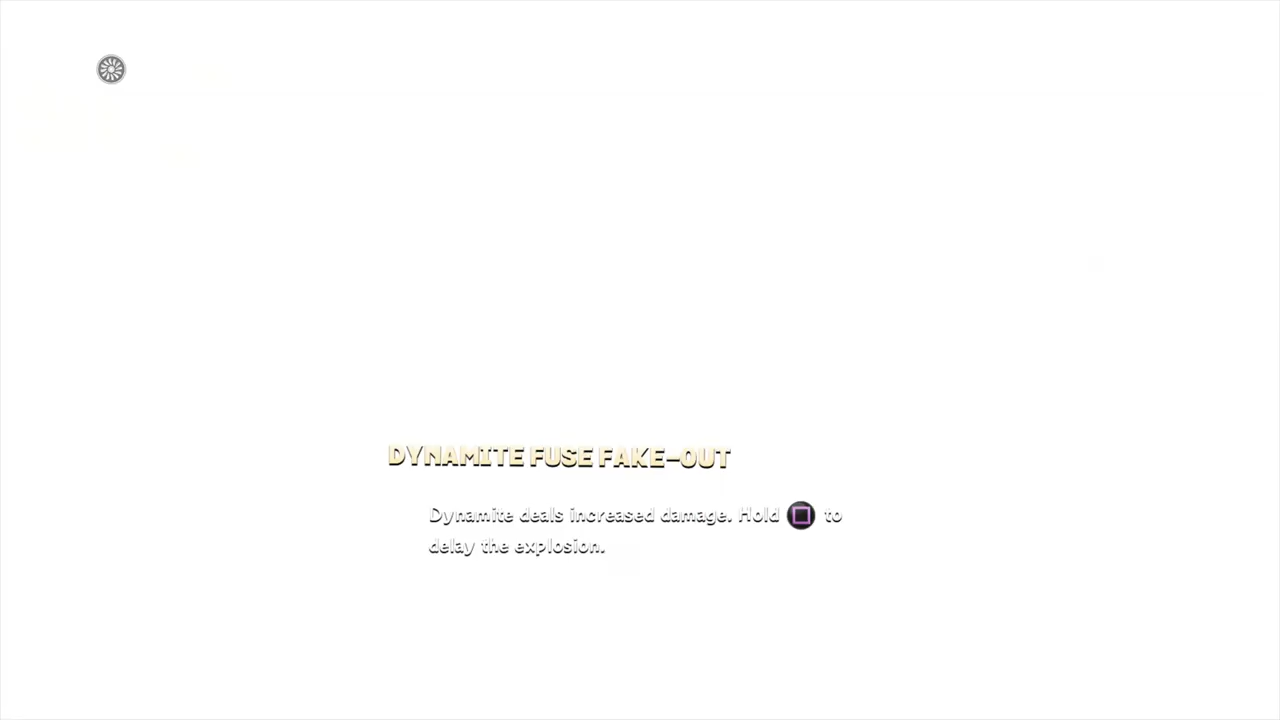 DYNAMITE FUSE FAKE-OUT
Dynamite deals increased damage. Hold to
delay the explosion.